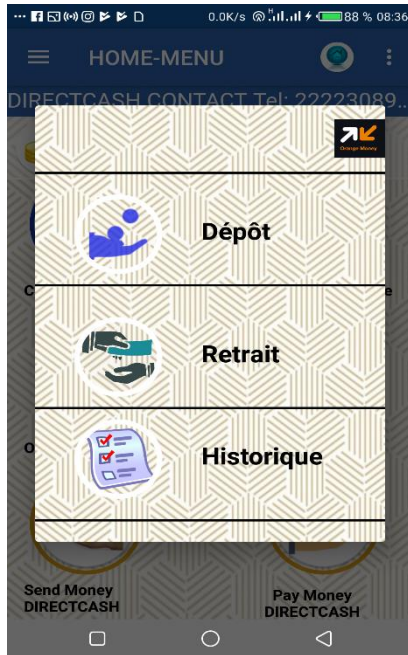 0.0K/s 88 % 08:36
HOME-MENU
DIRECTCASH CONTACT Tel: 22223089..
Orange Money
Dépôt
Retrait
Historique
Send Money
DIRECTCASH
Pay Money
DIRECTCASH